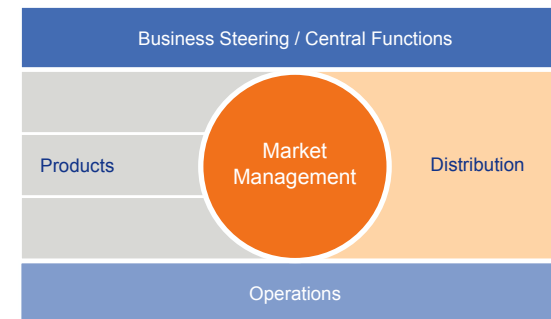 Business Steering / Central Functions
Products
Market
Management
Distribution
Operations